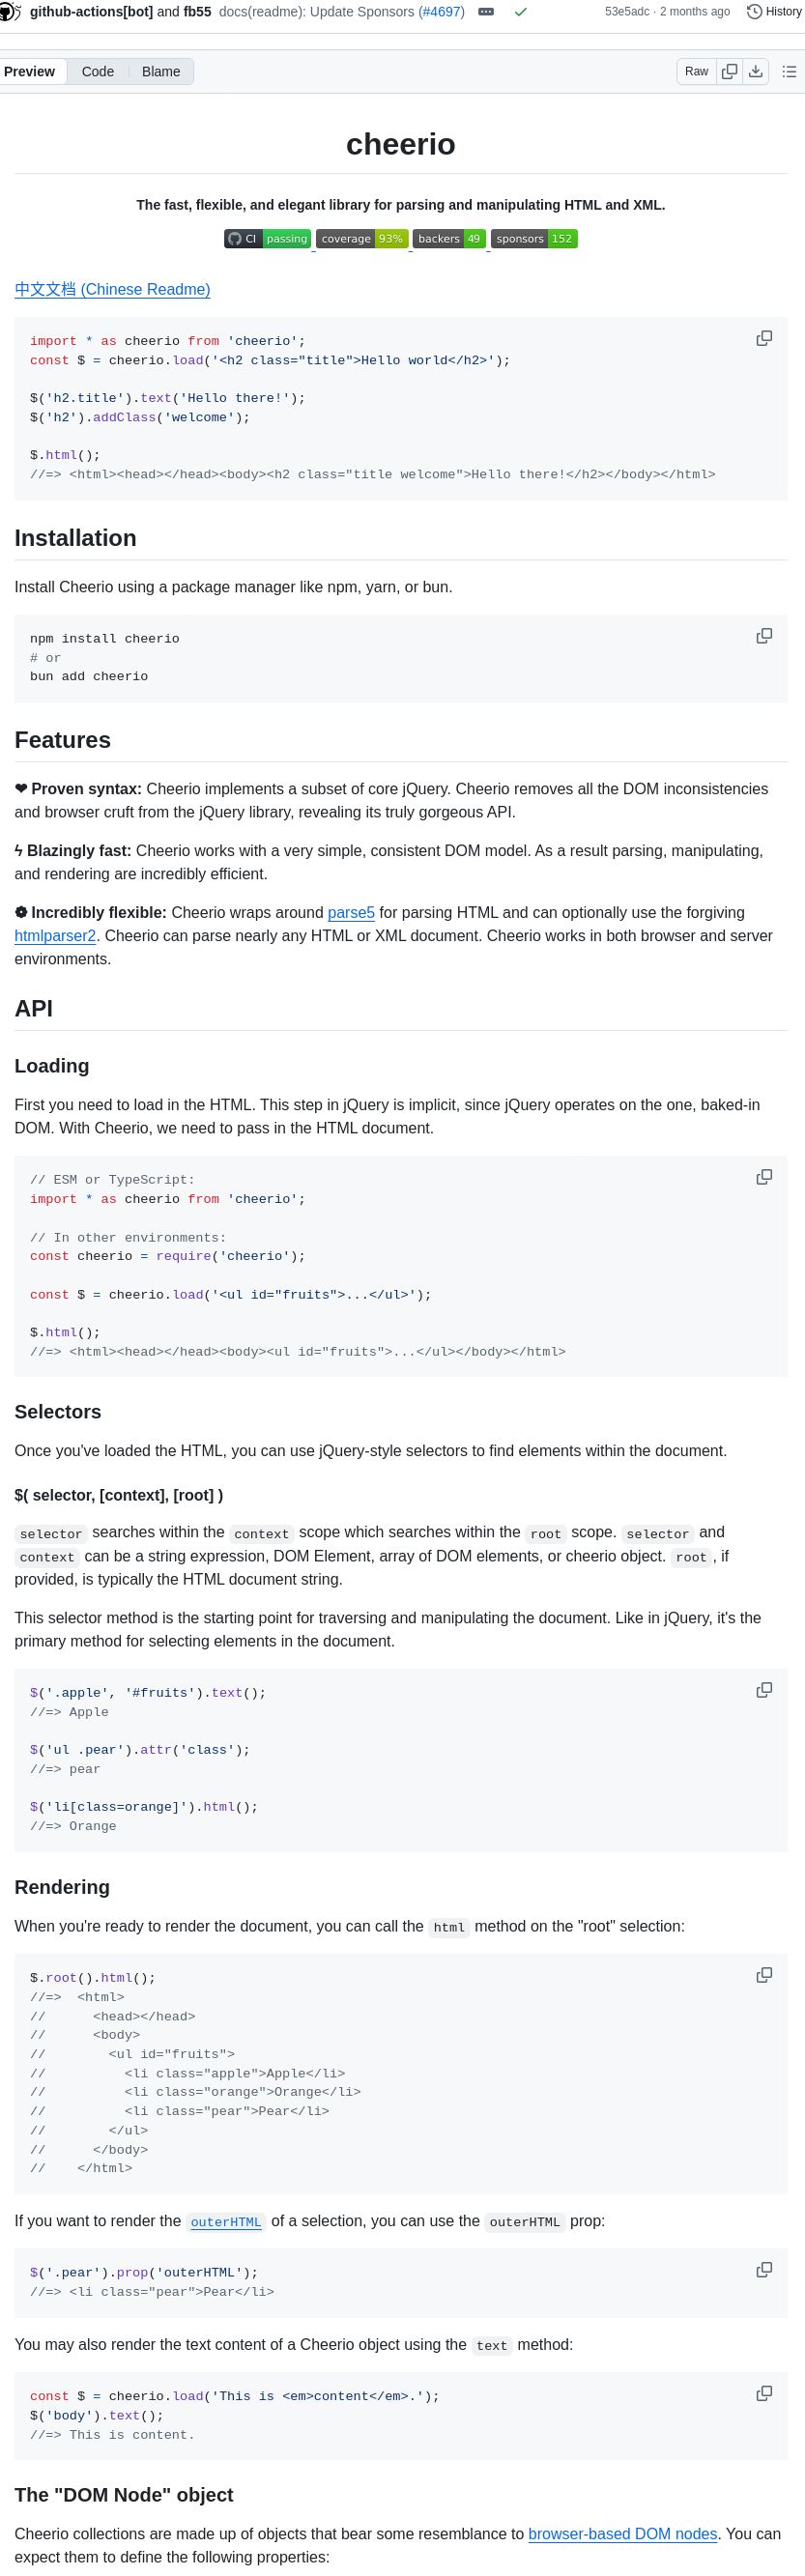 github-actions[bot] and fb55 docs(readme): Update Sponsors (#4697) 53e5adc · 2 months ago History
Preview Code Blame Raw
cheerio
The fast, flexible, and elegant library for parsing and manipulating HTML and XML.
CI passing coverage 93% backers 49 sponsors 152
中文文档 (Chinese Readme)
import * as cheerio from 'cheerio';
const $ = cheerio.load('<h2 class="title">Hello world</h2>');
$('h2.title').text('Hello there!');
$('h2').addClass('welcome');
$.html();
//=> <html><head></head><body><h2 class="title welcome">Hello there!</h2></body></html>
Installation
Install Cheerio using a package manager like npm, yarn, or bun.
npm install cheerio
# or
bun add cheerio
Features
❤ Proven syntax: Cheerio implements a subset of core jQuery. Cheerio removes all the DOM inconsistencies
and browser cruft from the jQuery library, revealing its truly gorgeous API.
ϟ Blazingly fast: Cheerio works with a very simple, consistent DOM model. As a result parsing, manipulating,
and rendering are incredibly efficient.
❁ Incredibly flexible: Cheerio wraps around parse5 for parsing HTML and can optionally use the forgiving
htmlparser2. Cheerio can parse nearly any HTML or XML document. Cheerio works in both browser and server
environments.
API
Loading
First you need to load in the HTML. This step in jQuery is implicit, since jQuery operates on the one, baked-in
DOM. With Cheerio, we need to pass in the HTML document.
// ESM or TypeScript:
import * as cheerio from 'cheerio';
// In other environments:
const cheerio = require('cheerio');
const $ = cheerio.load('<ul id="fruits">...</ul>');
$.html();
//=> <html><head></head><body><ul id="fruits">...</ul></body></html>
Selectors
Once you've loaded the HTML, you can use jQuery-style selectors to find elements within the document.
$( selector, [context], [root] )
selector searches within the context scope which searches within the root scope. selector and
context can be a string expression, DOM Element, array of DOM elements, or cheerio object. root, if
provided, is typically the HTML document string.
This selector method is the starting point for traversing and manipulating the document. Like in jQuery, it's the
primary method for selecting elements in the document.
$('.apple', '#fruits').text();
//=> Apple
$('ul .pear').attr('class');
//=> pear
$('li[class=orange]').html();
//=> Orange
Rendering
When you're ready to render the document, you can call the html method on the "root" selection:
$.root().html();
//=>  <html>
//      <head></head>
//      <body>
//        <ul id="fruits">
//          <li class="apple">Apple</li>
//          <li class="orange">Orange</li>
//          <li class="pear">Pear</li>
//        </ul>
//      </body>
//    </html>
If you want to render the outerHTML of a selection, you can use the outerHTML prop:
$('.pear').prop('outerHTML');
//=> <li class="pear">Pear</li>
You may also render the text content of a Cheerio object using the text method:
const $ = cheerio.load('This is <em>content</em>.');
$('body').text();
//=> This is content.
The "DOM Node" object
Cheerio collections are made up of objects that bear some resemblance to browser-based DOM nodes. You can
expect them to define the following properties: